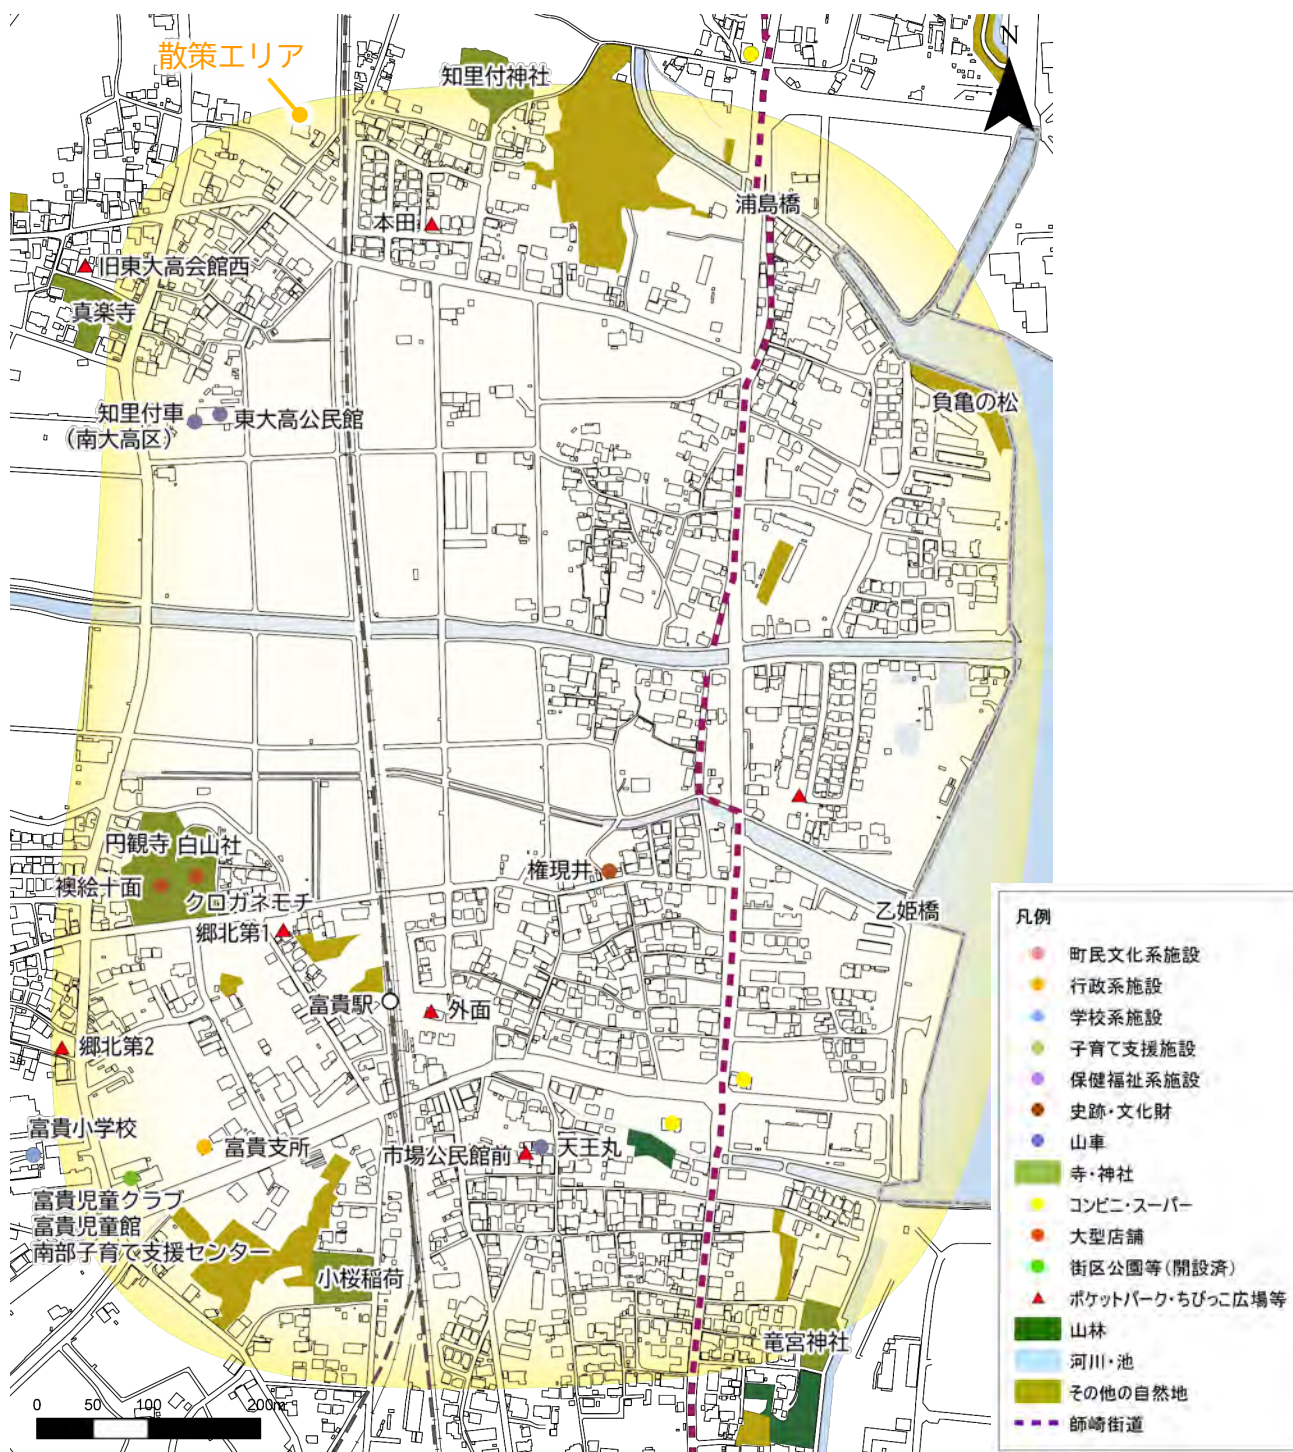 散策エリア
N
知里付神社
浦島橋
本田
旧東大高会館西
真楽寺
負亀の松
知里付車
（南大高区）
東大高公民館
円観寺
白山社
襖絵十面
クロガネモチ
権現井
郷北第1
乙姫橋
富貴駅
外面
郷北第2
富貴小学校
富貴支所
市場公民館前
天王丸
富貴児童クラブ
富貴児童館
南部子育て支援センター
小桜稲荷
竜宮神社
0 50 100 200m
凡例
町民文化系施設
行政系施設
学校系施設
子育て支援施設
保健福祉系施設
史跡・文化財
山車
寺・神社
コンビニ・スーパー
大型店舗
街区公園等（開設済）
ポケットパーク・ちびっこ広場等
山林
河川・池
その他の自然地
師崎街道